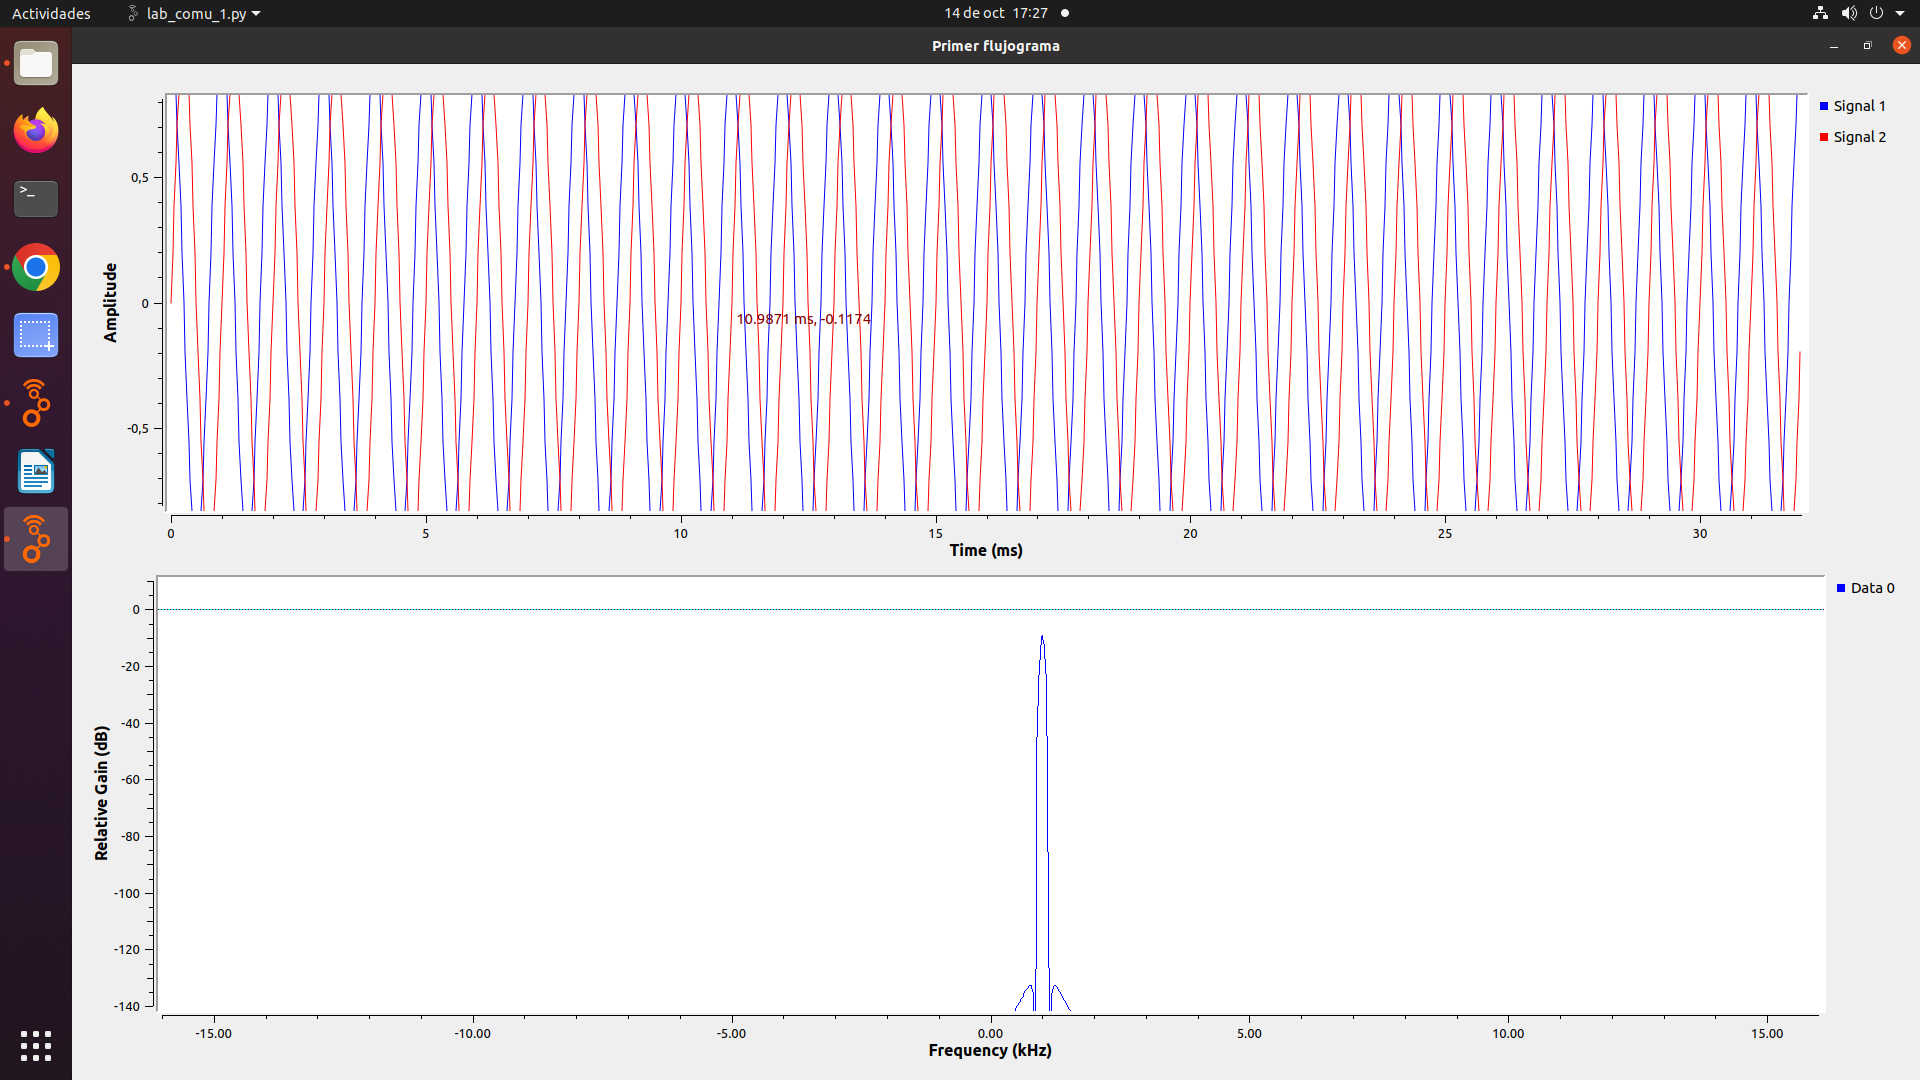 Actividades lab_comu_1.py 14 de oct 17:27
Primer flujograma
Signal 1
Signal 2
Amplitude
0,5
0
-0,5
10.9871 ms, -0.1174
0 5 10 15 20 25 30
Time (ms)
Data 0
Relative Gain (dB)
0
-20
-40
-60
-80
-100
-120
-140
-15.00 -10.00 -5.00 0.00 5.00 10.00 15.00
Frequency (kHz)